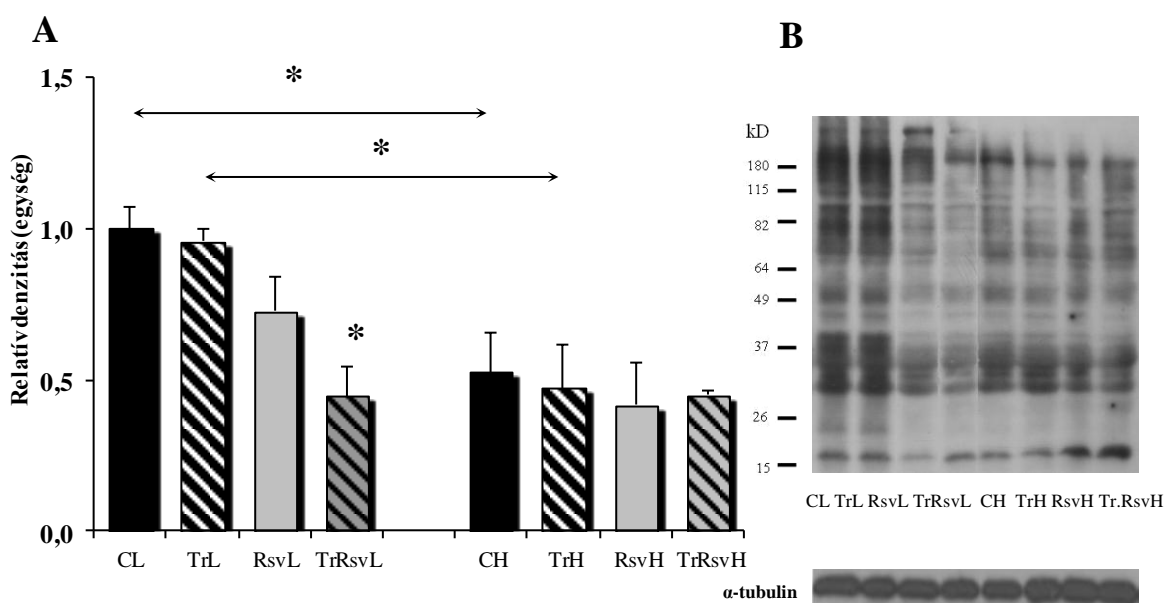 A
1,5
1,0
0,5
0,0
Relatív denzitás (egység)
*
*
*
CL TrL RsvL TrRsvL CH TrH RsvH TrRsvH
B
kD
180
115
82
64
49
37
26
15
CL TrL RsvL TrRsvL CH TrH RsvH Tr.RsvH
α-tubulin